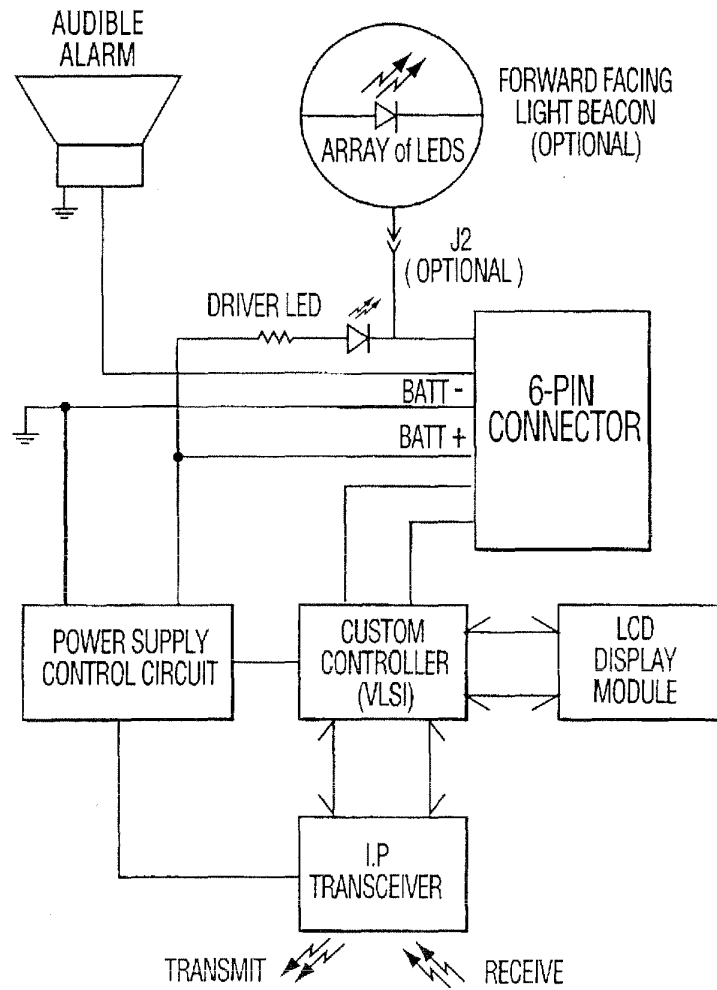 AUDIBLE
ALARM
FORWARD FACING
LIGHT BEACON
(OPTIONAL)
ARRAY of LEDS
J2
( OPTIONAL )
DRIVER LED
BATT -
BATT +
6-PIN
CONNECTOR
POWER SUPPLY
CONTROL CIRCUIT
CUSTOM
CONTROLLER
(VLSI)
LCD
DISPLAY
MODULE
I.P
TRANSCEIVER
TRANSMIT
RECEIVE